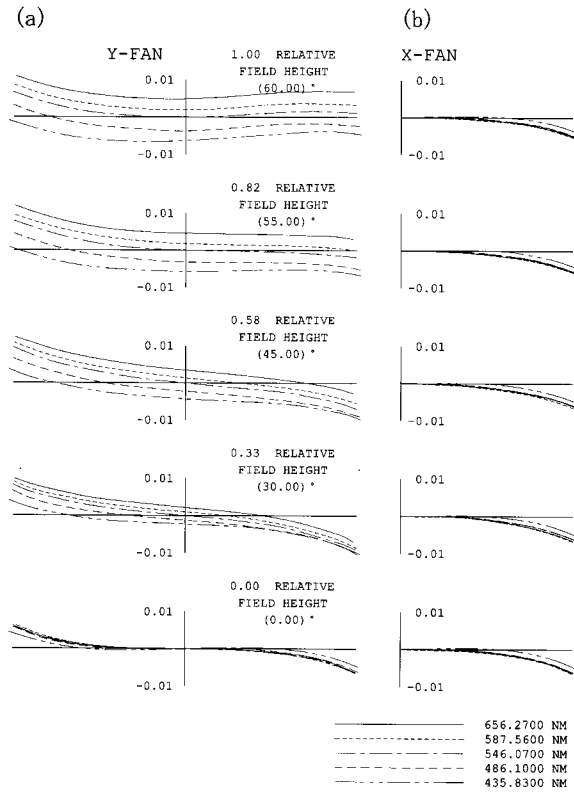 (a) (b)
Y-FAN X-FAN
1.00 RELATIVE
FIELD HEIGHT
(60.00)°
0.01 0.01
-0.01 -0.01
0.82 RELATIVE
FIELD HEIGHT
(55.00)°
0.01 0.01
-0.01 -0.01
0.58 RELATIVE
FIELD HEIGHT
(45.00)°
0.01 0.01
-0.01 -0.01
0.33 RELATIVE
FIELD HEIGHT
(30.00)°
0.01 0.01
-0.01 -0.01
0.00 RELATIVE
FIELD HEIGHT
(0.00)°
0.01 0.01
-0.01 -0.01
656.2700 NM
587.5600 NM
546.0700 NM
486.1000 NM
435.8300 NM